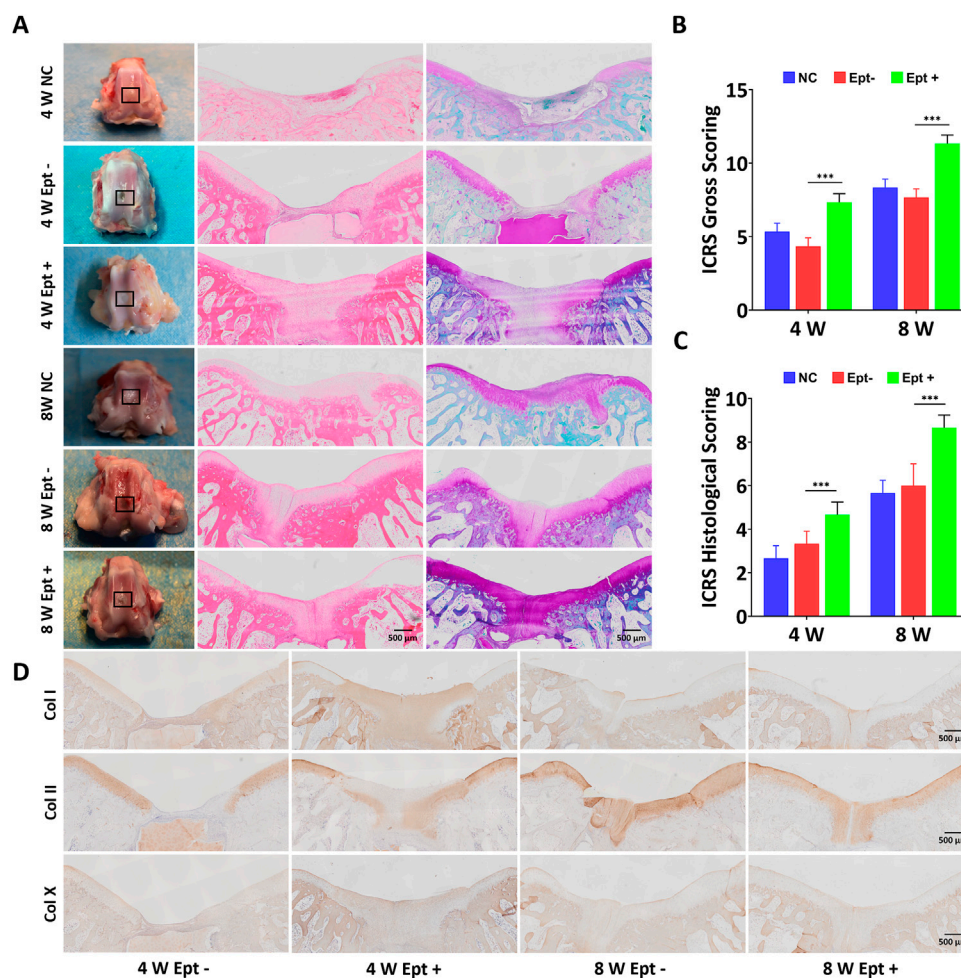 A
4 W NC
4 W Ept -
4 W Ept +
8W NC
8 W Ept -
8 W Ept +
500 µm
500 µm
B
NC Ept- Ept +
ICRS Gross Scoring
15
10
5
0
4 W 8 W
***
***
C
NC Ept- Ept +
ICRS Histological Scoring
10
8
6
4
2
0
4 W 8 W
***
***
D
Col I
Col II
Col X
500 µm
500 µm
500 µm
4 W Ept - 4 W Ept + 8 W Ept - 8 W Ept +